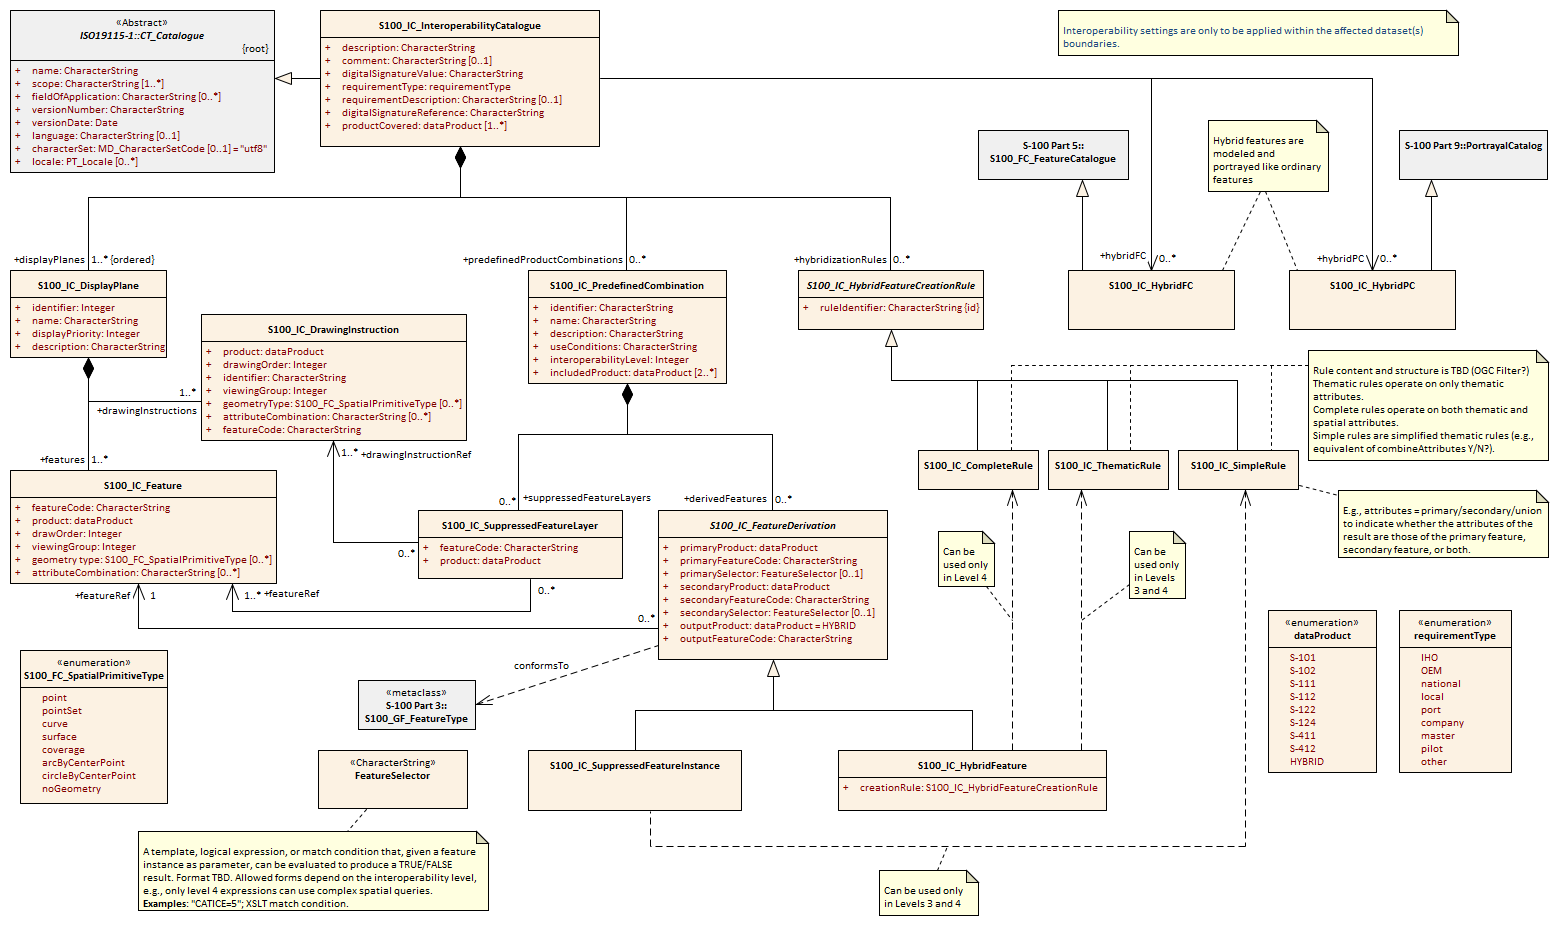 «Abstract»
ISO19115-1::CT_Catalogue
{root}
+ name: CharacterString
+ scope: CharacterString [1..*]
+ fieldOfApplication: CharacterString [0..*]
+ versionNumber: CharacterString
+ versionDate: Date
+ language: CharacterString [0..1]
+ characterSet: MD_CharacterSetCode [0..1] = "utf8"
+ locale: PT_Locale [0..*]
S100_IC_InteroperabilityCatalogue
+ description: CharacterString
+ comment: CharacterString [0..1]
+ digitalSignatureValue: CharacterString
+ requirementType: requirementType
+ requirementDescription: CharacterString [0..1]
+ digitalSignatureReference: CharacterString
+ productCovered: dataProduct [1..*]
Interoperability settings are only to be applied within the affected dataset(s)
boundaries.
S-100 Part 5::
S100_FC_FeatureCatalogue
Hybrid features are
modeled and
portrayed like ordinary
features
S-100 Part 9::PortrayalCatalog
+displayPlanes 1..* {ordered}
+predefinedProductCombinations 0..*
+hybridizationRules 0..*
+hybridFC 0..*
+hybridPC 0..*
S100_IC_DisplayPlane
+ identifier: Integer
+ name: CharacterString
+ displayPriority: Integer
+ description: CharacterString
S100_IC_DrawingInstruction
+ product: dataProduct
+ drawingOrder: Integer
+ identifier: CharacterString
+ viewingGroup: Integer
+ geometryType: S100_FC_SpatialPrimitiveType [0..*]
+ attributeCombination: CharacterString [0..*]
+ featureCode: CharacterString
S100_IC_PredefinedCombination
+ identifier: CharacterString
+ name: CharacterString
+ description: CharacterString
+ useConditions: CharacterString
+ interoperabilityLevel: Integer
+ includedProduct: dataProduct [2..*]
S100_IC_HybridFeatureCreationRule
+ ruleIdentifier: CharacterString {id}
S100_IC_HybridFC
S100_IC_HybridPC
Rule content and structure is TBD (OGC Filter?)
Thematic rules operate on only thematic
attributes.
Complete rules operate on both thematic and
spatial attributes.
Simple rules are simplified thematic rules (e.g.,
equivalent of combineAttributes Y/N?).
1..*
+drawingInstructions
+features 1..*
1..* +drawingInstructionRef
S100_IC_Feature
+ featureCode: CharacterString
+ product: dataProduct
+ drawOrder: Integer
+ viewingGroup: Integer
+ geometry type: S100_FC_SpatialPrimitiveType [0..*]
+ attributeCombination: CharacterString [0..*]
0..* +suppressedFeatureLayers
+derivedFeatures 0..*
S100_IC_SuppressedFeatureLayer
+ featureCode: CharacterString
+ product: dataProduct
0..*
0..*
S100_IC_FeatureDerivation
+ primaryProduct: dataProduct
+ primaryFeatureCode: CharacterString
+ primarySelector: FeatureSelector [0..1]
+ secondaryProduct: dataProduct
+ secondaryFeatureCode: CharacterString
+ secondarySelector: FeatureSelector [0..1]
+ outputProduct: dataProduct = HYBRID
+ outputFeatureCode: CharacterString
S100_IC_CompleteRule
S100_IC_ThematicRule
S100_IC_SimpleRule
E.g., attributes = primary/secondary/union
to indicate whether the attributes of the
result are those of the primary feature,
secondary feature, or both.
Can be
used only
in Level 4
Can be
used only
in Levels
3 and 4
+featureRef 1
1..* +featureRef
0..*
conformsTo
«enumeration»
S100_FC_SpatialPrimitiveType
point
pointSet
curve
surface
coverage
arcByCenterPoint
circleByCenterPoint
noGeometry
«metaclass»
S-100 Part 3::
S100_GF_FeatureType
«enumeration»
dataProduct
S-101
S-102
S-111
S-112
S-122
S-124
S-411
S-412
HYBRID
«enumeration»
requirementType
IHO
OEM
national
local
port
company
master
pilot
other
«CharacterString»
FeatureSelector
S100_IC_SuppressedFeatureInstance
S100_IC_HybridFeature
+ creationRule: S100_IC_HybridFeatureCreationRule
A template, logical expression, or match condition that, given a feature
instance as parameter, can be evaluated to produce a TRUE/FALSE
result. Format TBD. Allowed forms depend on the interoperability level,
e.g., only level 4 expressions can use complex spatial queries.
Examples: "CATICE=5"; XSLT match condition.
Can be used only
in Levels 3 and 4